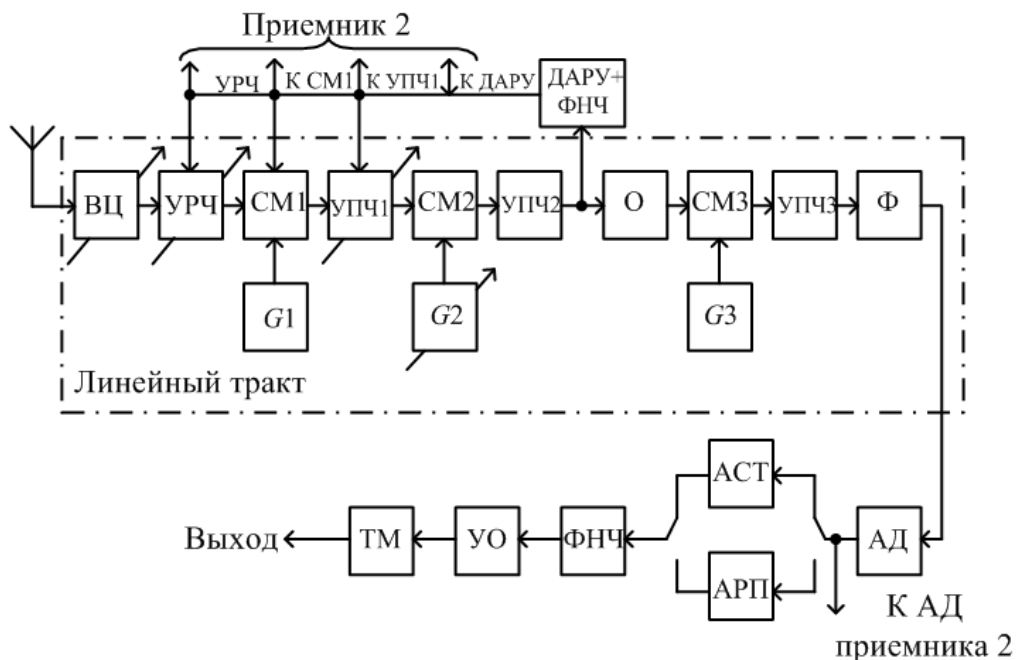 Приемник 2
УРЧ К СМ1 К УПЧ1 К ДАРУ
ДАРУ+
ФНЧ
ВЦ УРЧ СМ1 УПЧ1 СМ2 УПЧ2 О СМ3 УПЧ3 Ф
G1 G2 G3
Линейный тракт
АСТ
Выход ТМ УО ФНЧ АД
АРП
К АД
приемника 2